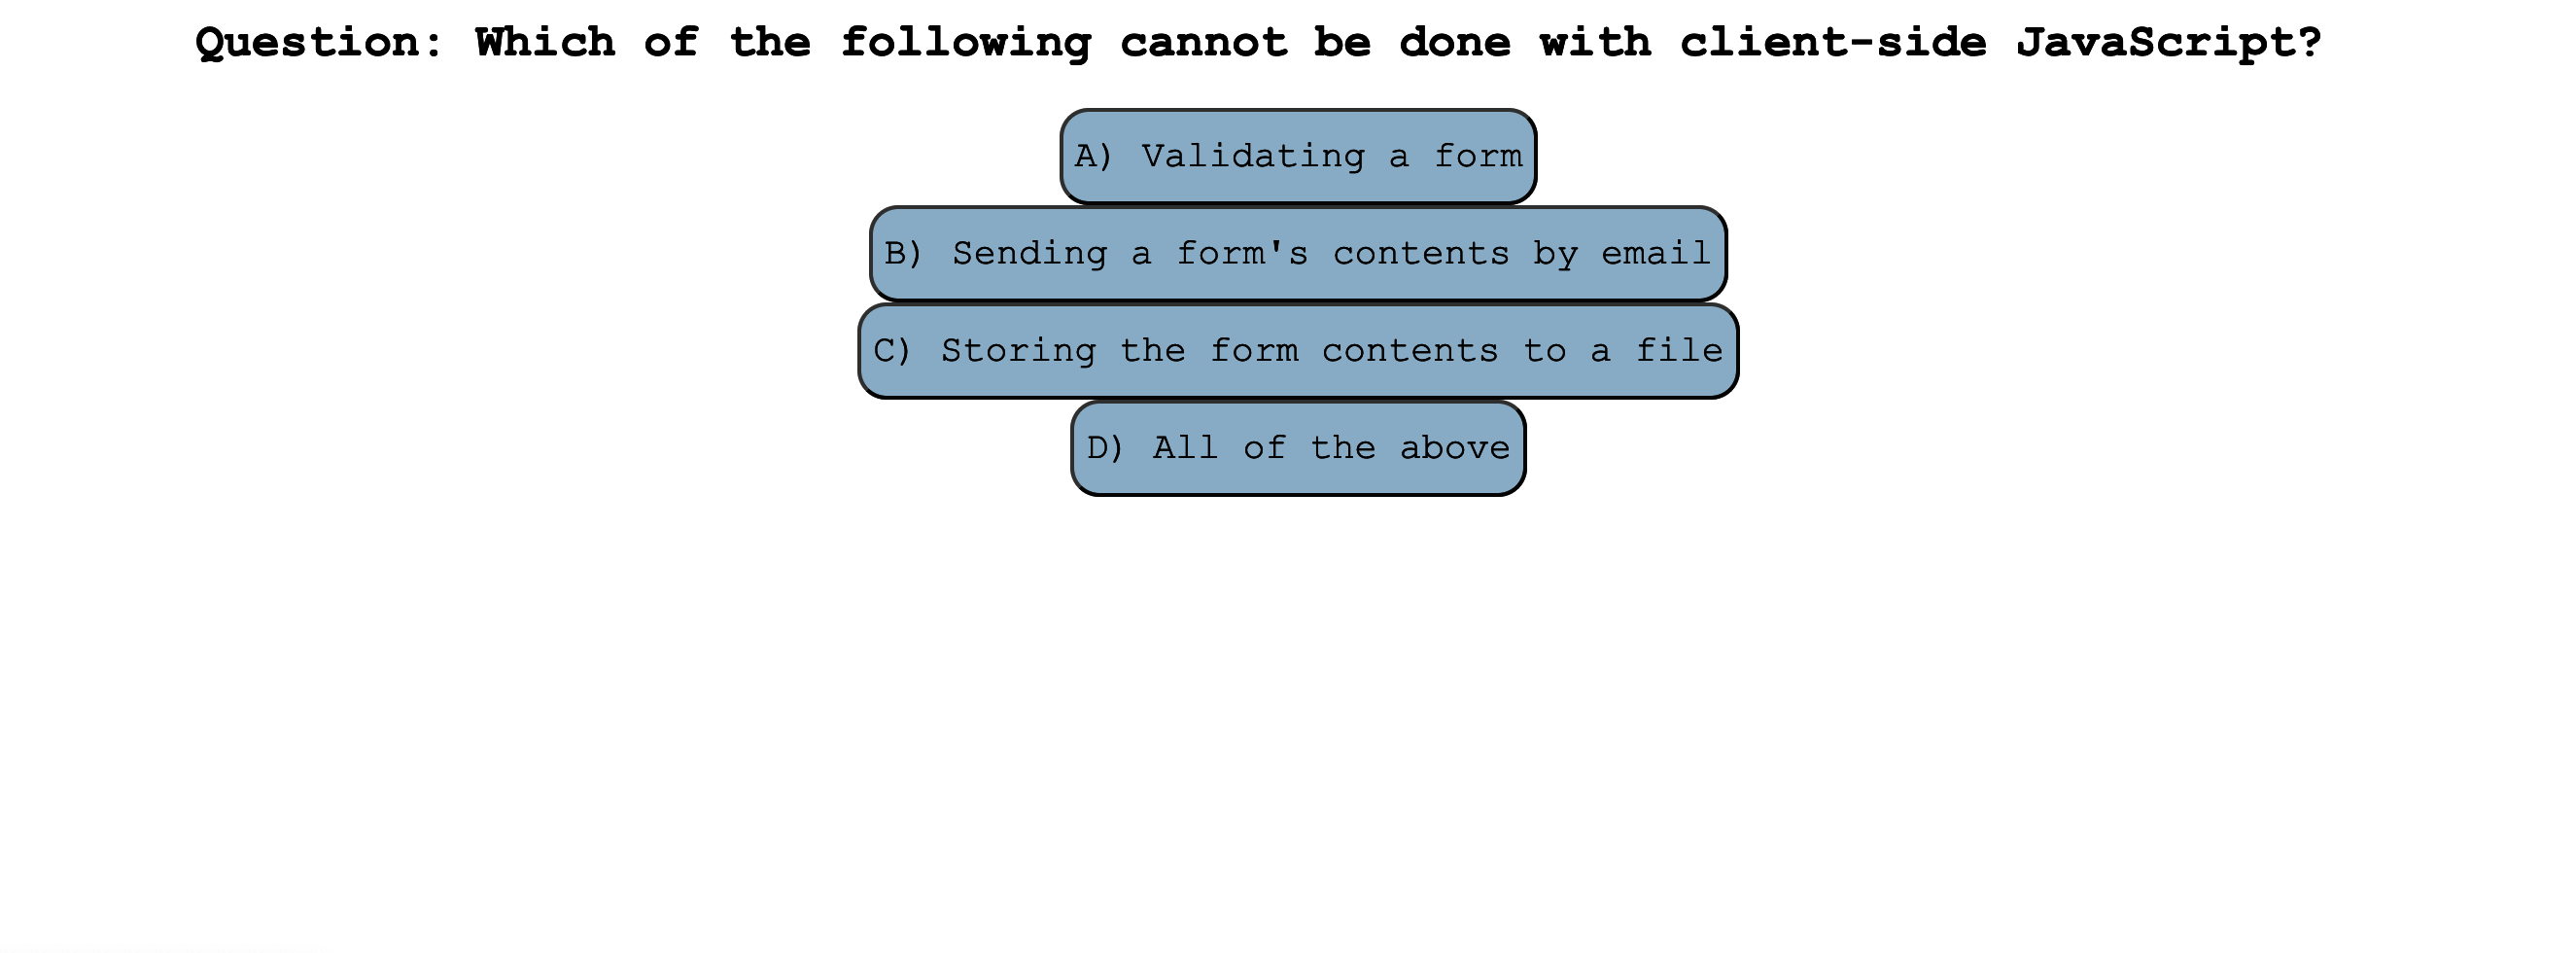 Question: Which of the following cannot be done with client-side JavaScript?
A) Validating a form
B) Sending a form's contents by email
C) Storing the form contents to a file
D) All of the above